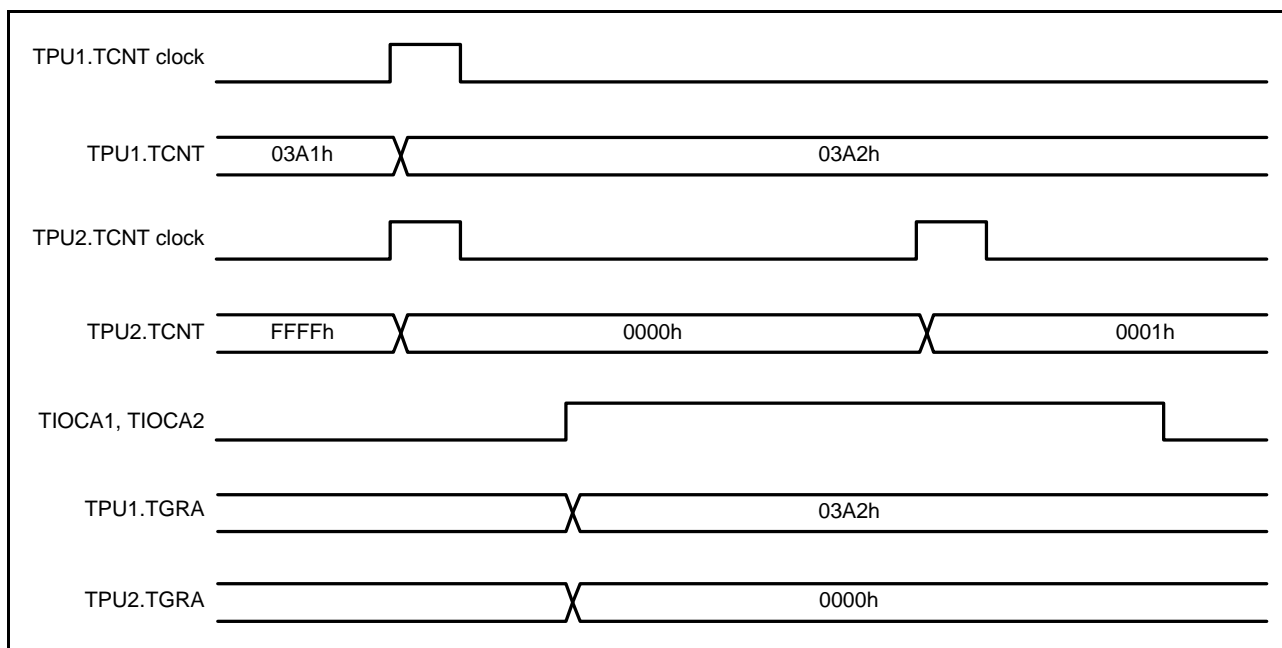 TPU1.TCNT clock
TPU1.TCNT 03A1h 03A2h
TPU2.TCNT clock
TPU2.TCNT FFFFh 0000h 0001h
TIOCA1, TIOCA2
TPU1.TGRA 03A2h
TPU2.TGRA 0000h